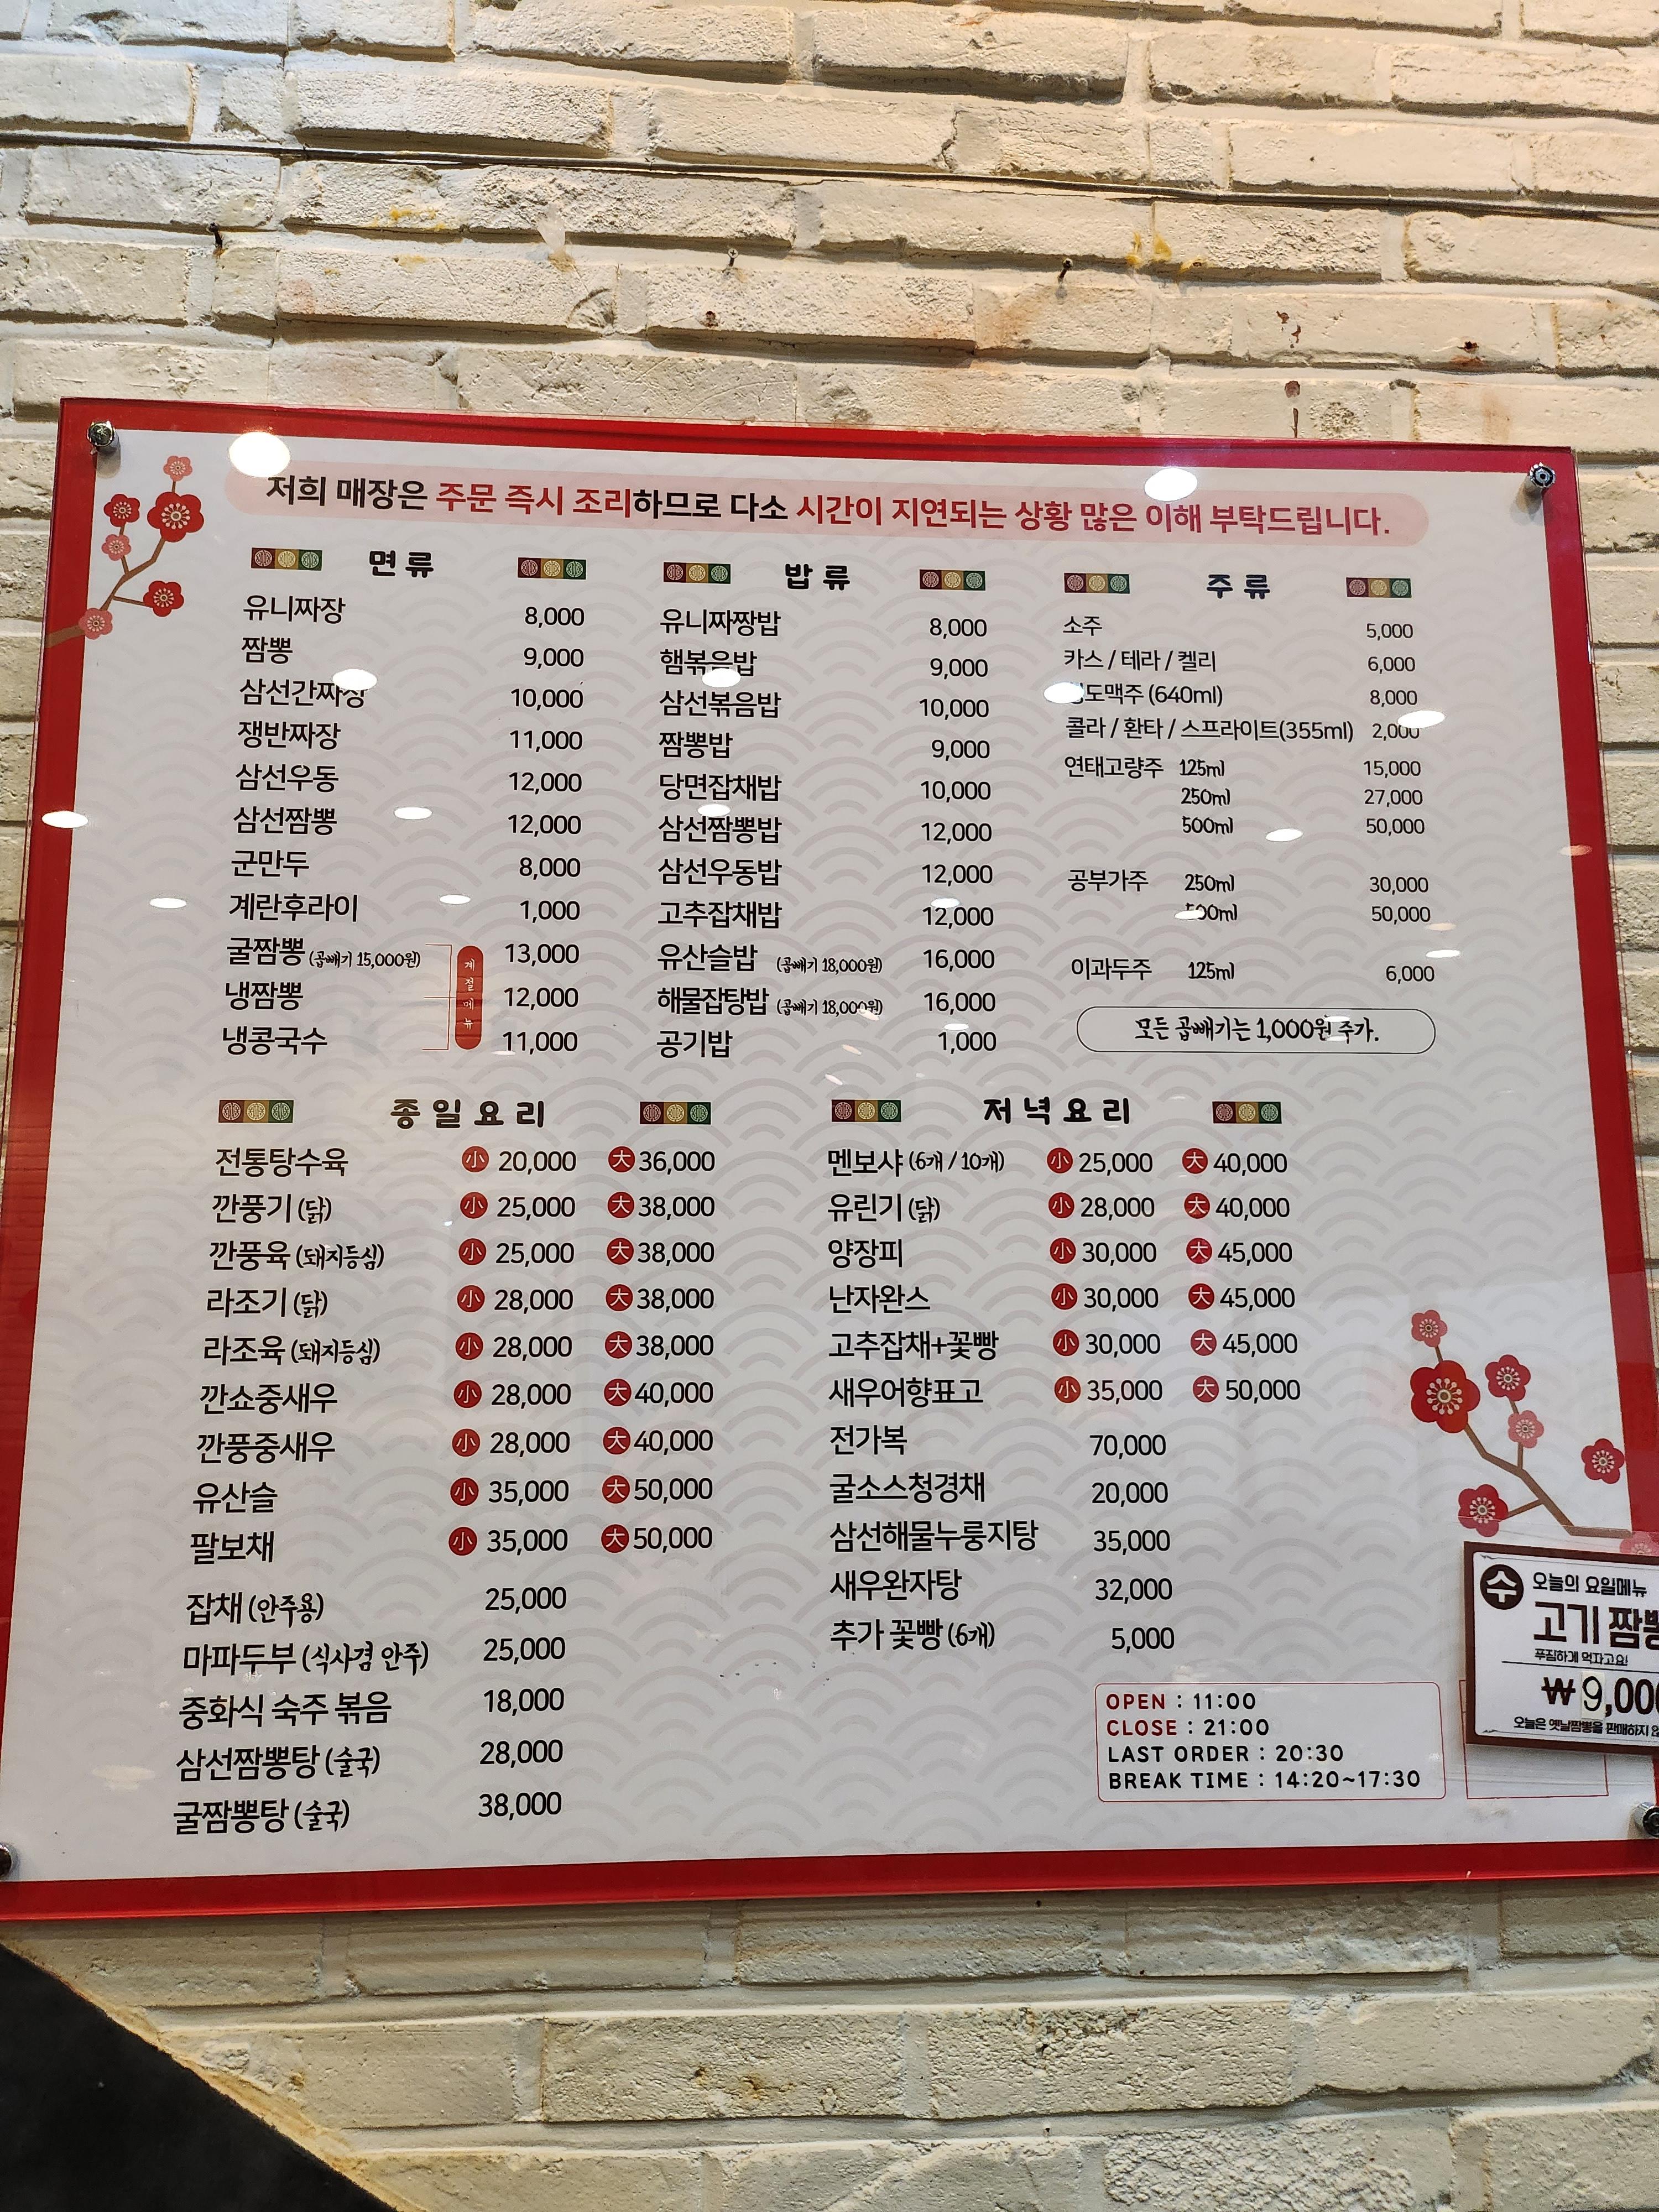 저희 매장은 주문 즉시 조리하므로 다소 시간이 지연되는 상황 많은 이해 부탁드립니다.
면류
유니짜장 8,000
짬뽕 9,000
삼선간짜장 10,000
쟁반짜장 11,000
삼선우동 12,000
삼선짬뽕 12,000
군만두 8,000
계란후라이 1,000
굴짬뽕 (곱빼기 15,000원) 13,000
냉짬뽕 12,000
냉콩국수 11,000
계절메뉴
밥류
유니짜짱밥 8,000
햄볶음밥 9,000
삼선볶음밥 10,000
짬뽕밥 9,000
당면잡채밥 10,000
삼선짬뽕밥 12,000
삼선우동밥 12,000
고추잡채밥 12,000
유산슬밥 (곱빼기 18,000원) 16,000
해물잡탕밥 (곱빼기 18,000원) 16,000
공기밥 1,000
주류
소주 5,000
카스 / 테라 / 켈리 6,000
도맥주 (640ml) 8,000
콜라 / 환타 / 스프라이트(355ml) 2,000
연태고량주 125ml 15,000
250ml 27,000
500ml 50,000
공부가주 250ml 30,000
500ml 50,000
이과두주 125ml 6,000
모든 곱빼기는 1,000원 추가.
종일요리
전통탕수육 小 20,000 大 36,000
깐풍기 (닭) 小 25,000 大 38,000
깐풍육 (돼지등심) 小 25,000 大 38,000
라조기 (닭) 小 28,000 大 38,000
라조육 (돼지등심) 小 28,000 大 38,000
깐쇼중새우 小 28,000 大 40,000
깐풍중새우 小 28,000 大 40,000
유산슬 小 35,000 大 50,000
팔보채 小 35,000 大 50,000
잡채 (안주용) 25,000
마파두부 (식사겸 안주) 25,000
중화식 숙주 볶음 18,000
삼선짬뽕탕 (술국) 28,000
굴짬뽕탕 (술국) 38,000
저녁요리
멘보샤 (6개 / 10개) 小 25,000 大 40,000
유린기 (닭) 小 28,000 大 40,000
양장피 小 30,000 大 45,000
난자완스 小 30,000 大 45,000
고추잡채+꽃빵 小 30,000 大 45,000
새우어향표고 小 35,000 大 50,000
전가복 70,000
굴소스청경채 20,000
삼선해물누룽지탕 35,000
새우완자탕 32,000
추가 꽃빵 (6개) 5,000
OPEN : 11:00
CLOSE : 21:00
LAST ORDER : 20:30
BREAK TIME : 14:20~17:30
수 오늘의 요일메뉴
고기 짬뽕
푸짐하게 먹자고요!
₩9,000
오늘은 옛날짬뽕을 판매하지